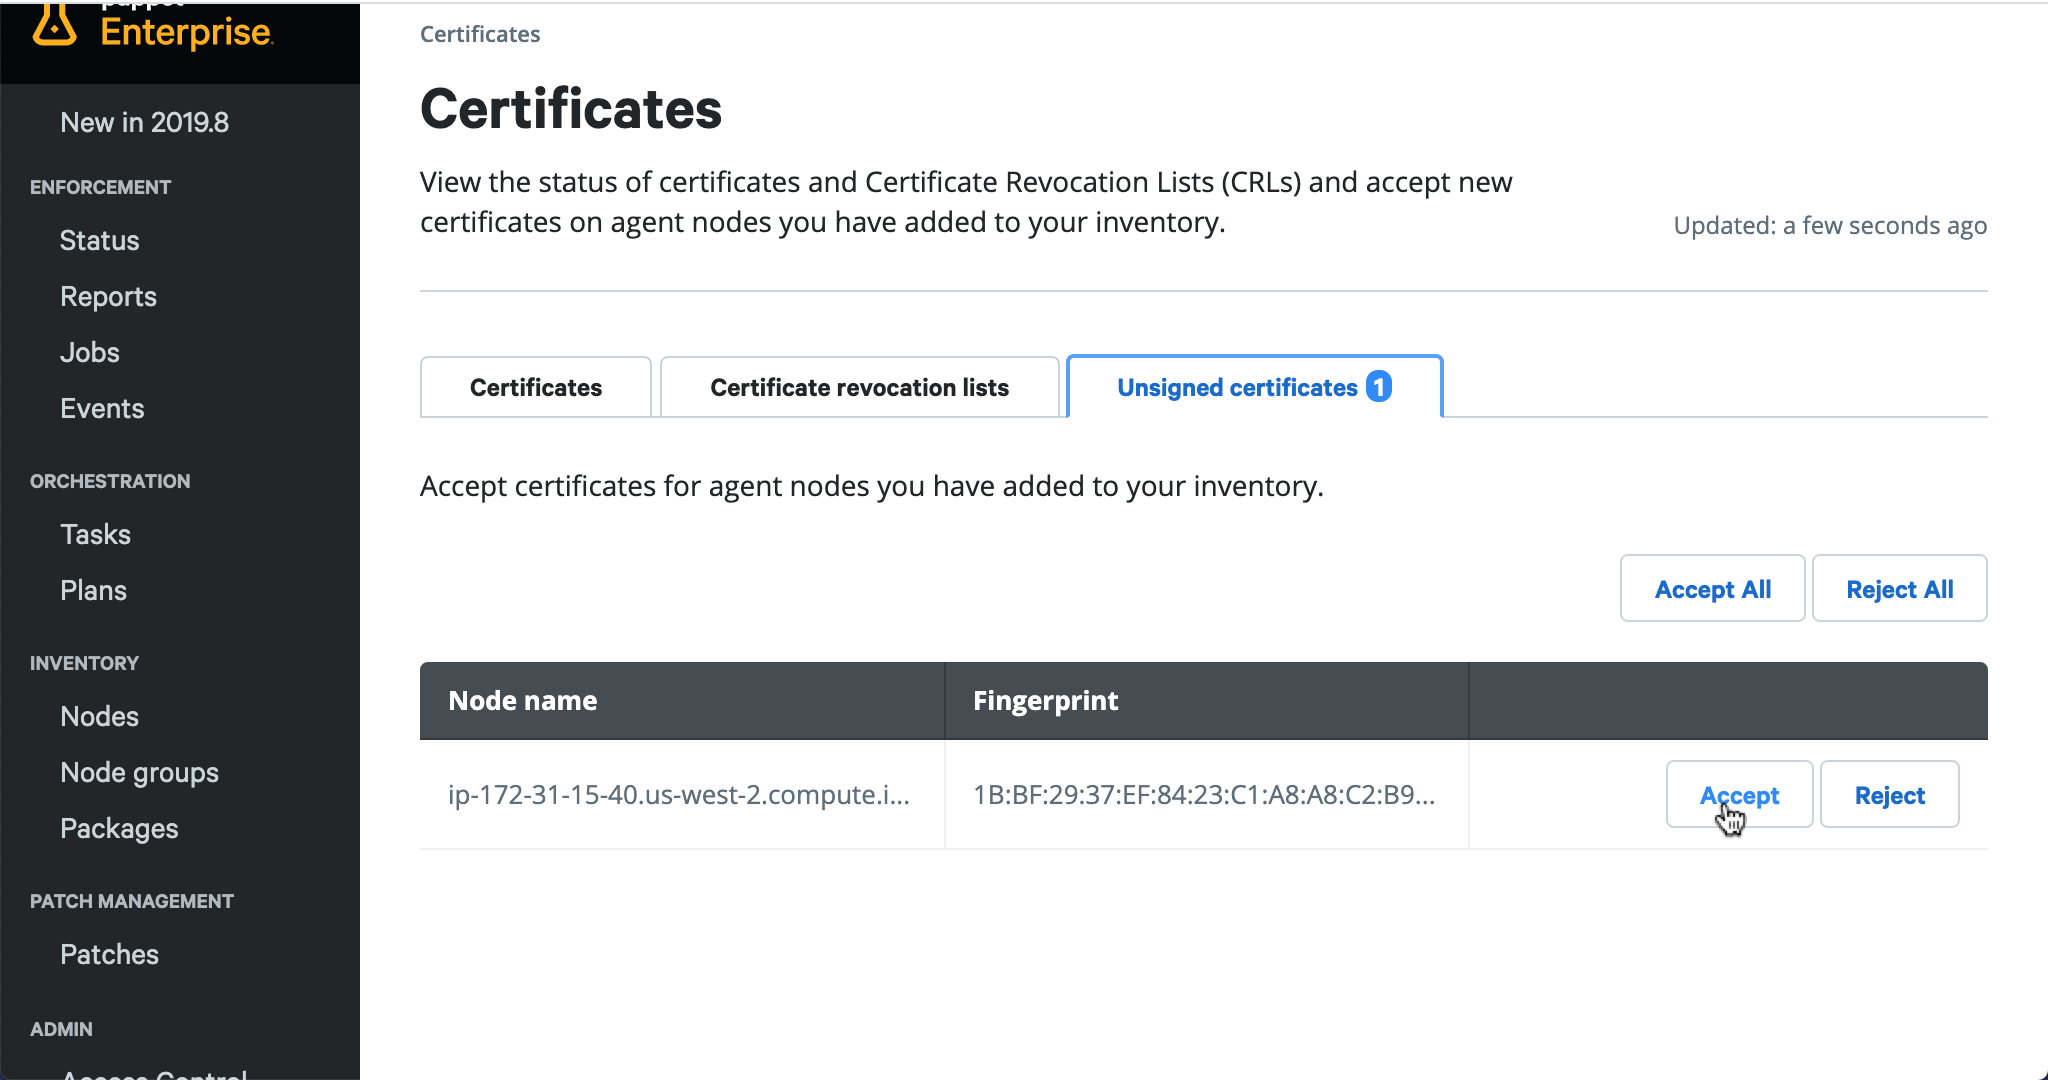 puppet
Enterprise.
New in 2019.8
ENFORCEMENT
Status
Reports
Jobs
Events
ORCHESTRATION
Tasks
Plans
INVENTORY
Nodes
Node groups
Packages
PATCH MANAGEMENT
Patches
ADMIN
Access Control
Certificates
Certificates
View the status of certificates and Certificate Revocation Lists (CRLs) and accept new
certificates on agent nodes you have added to your inventory.
Updated: a few seconds ago
Certificates
Certificate revocation lists
Unsigned certificates 1
Accept certificates for agent nodes you have added to your inventory.
Accept All
Reject All
Node name
Fingerprint
ip-172-31-15-40.us-west-2.compute.i...
1B:BF:29:37:EF:84:23:C1:A8:A8:C2:B9...
Accept
Reject